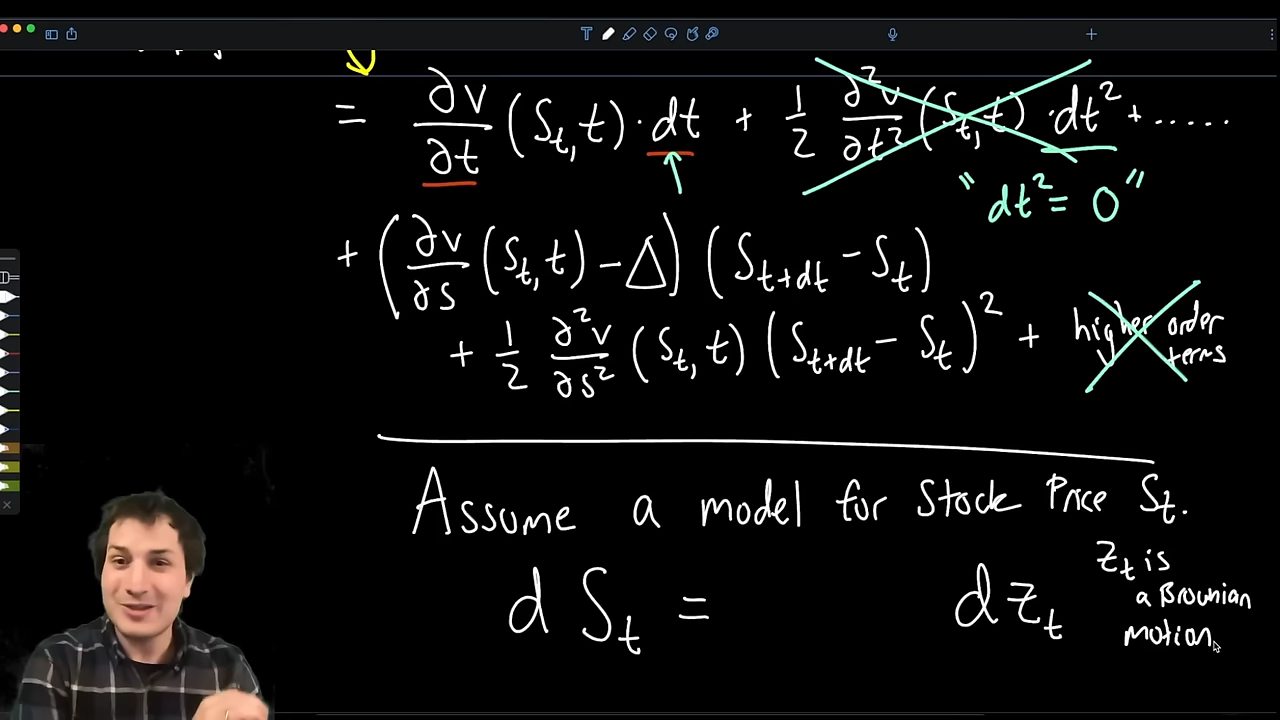 = ∂v/∂t (S_t, t) · dt + 1/2 ∂²v/∂t² (S_t, t) · dt² + .....
"dt² = 0"
+ (∂v/∂s (S_t, t) − Δ) (S_{t+dt} − S_t)
+ 1/2 ∂²v/∂s² (S_t, t) (S_{t+dt} − S_t)² + higher order terms
Assume a model for Stock Price S_t.
d S_t = dz_t
z_t is
a Brownian
motion